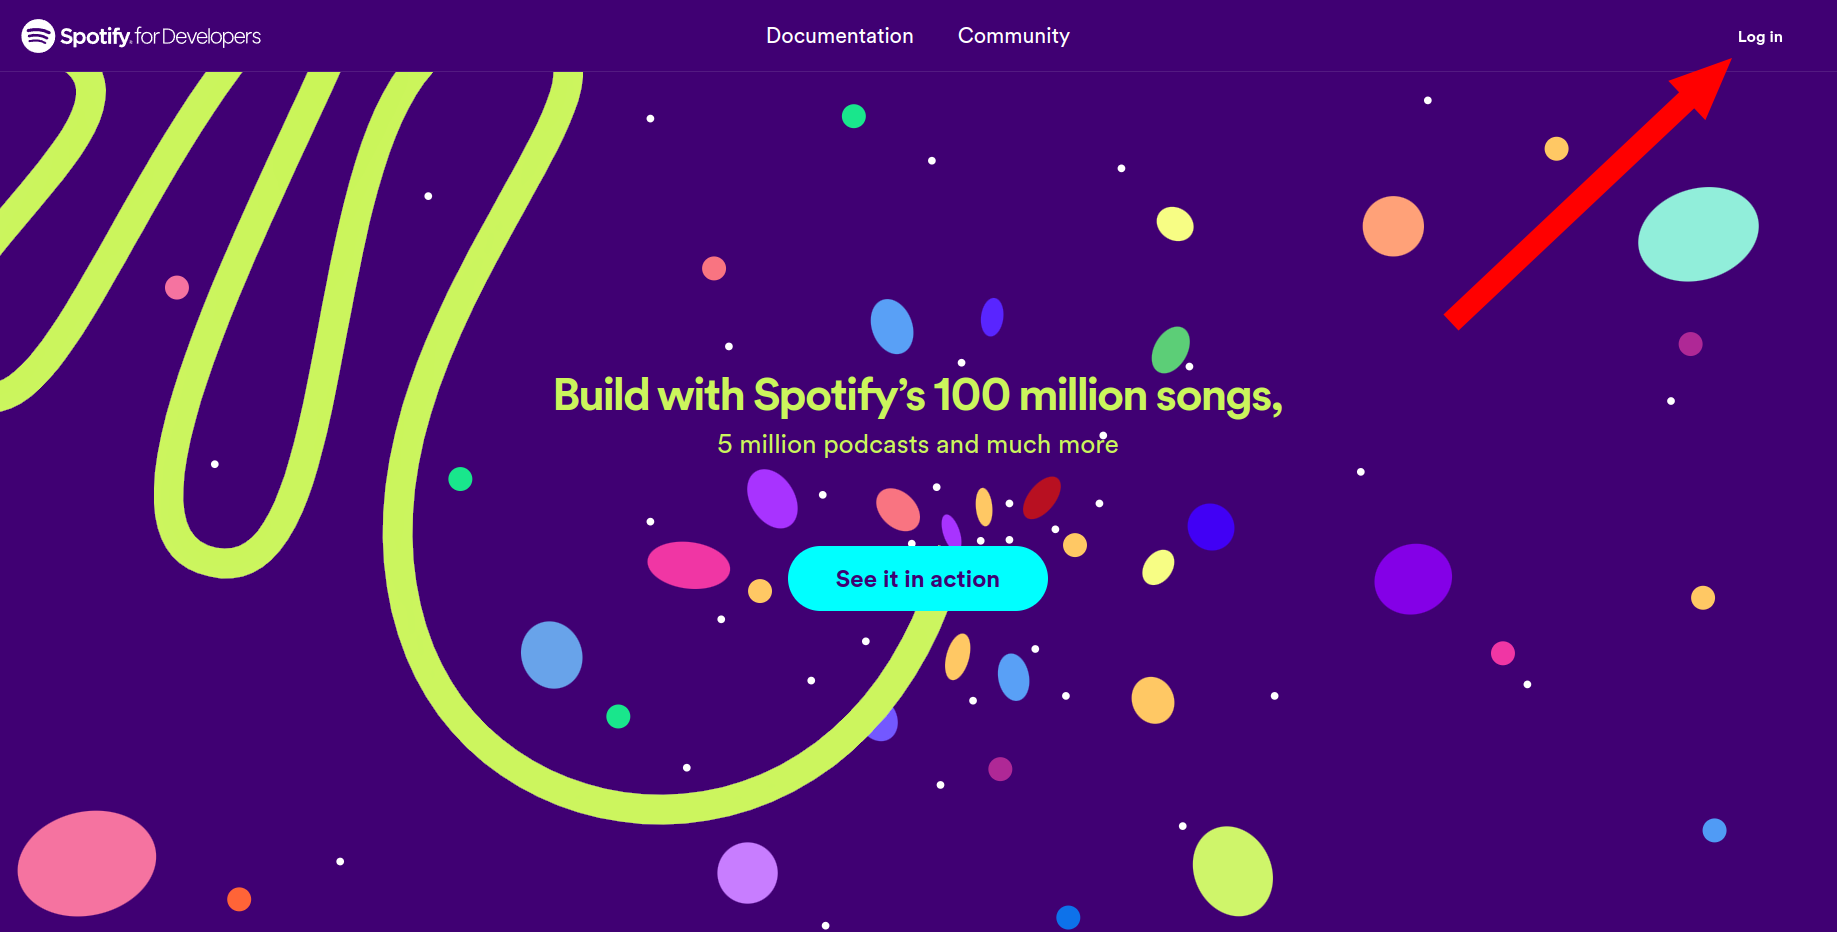 Spotify for Developers
Documentation
Community
Log in
Build with Spotify’s 100 million songs,
5 million podcasts and much more
See it in action